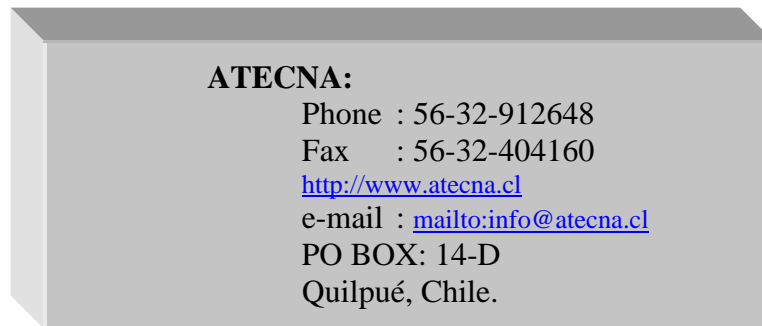 ATECNA:
Phone : 56-32-912648
Fax : 56-32-404160
http://www.atecna.cl
e-mail : mailto:info@atecna.cl
PO BOX: 14-D
Quilpué, Chile.